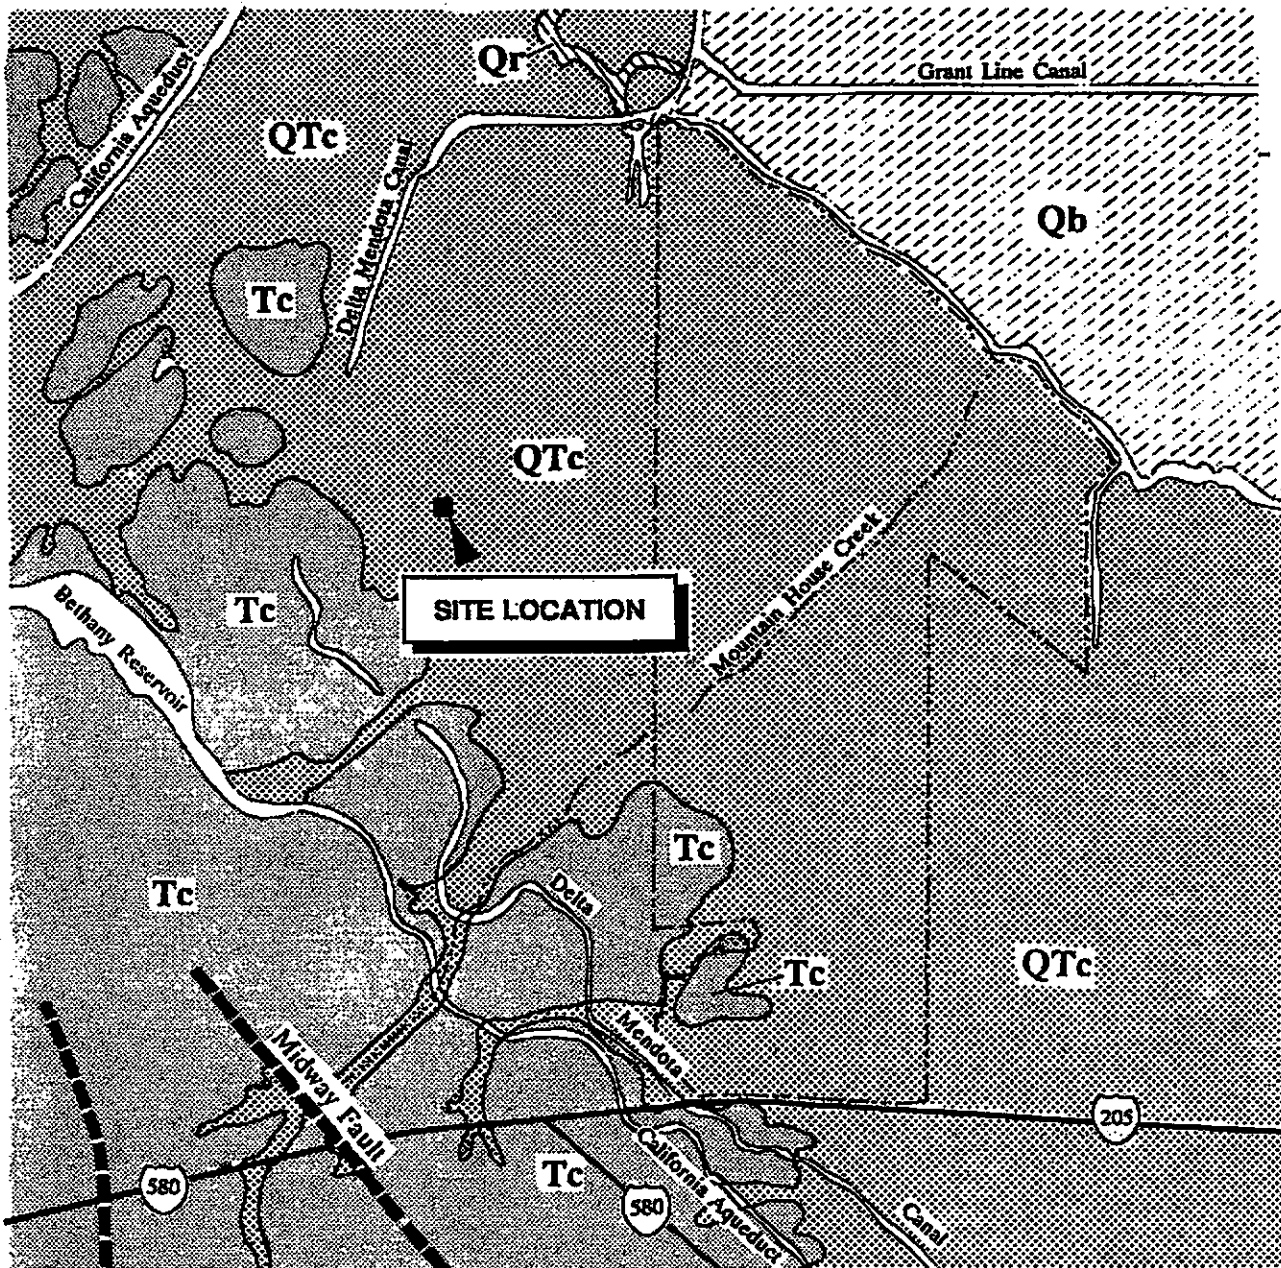 Qr
Grant Line Canal
California Aqueduct
QTc
Delta Mendota Canal
Qb
Tc
QTc
Mountain House Creek
SITE LOCATION
Tc
Bethany Reservoir
Tc
Tc
Delta
QTc
Tc
Mendota
Midway Fault
205
California Aqueduct
Tc
580
580
Canal